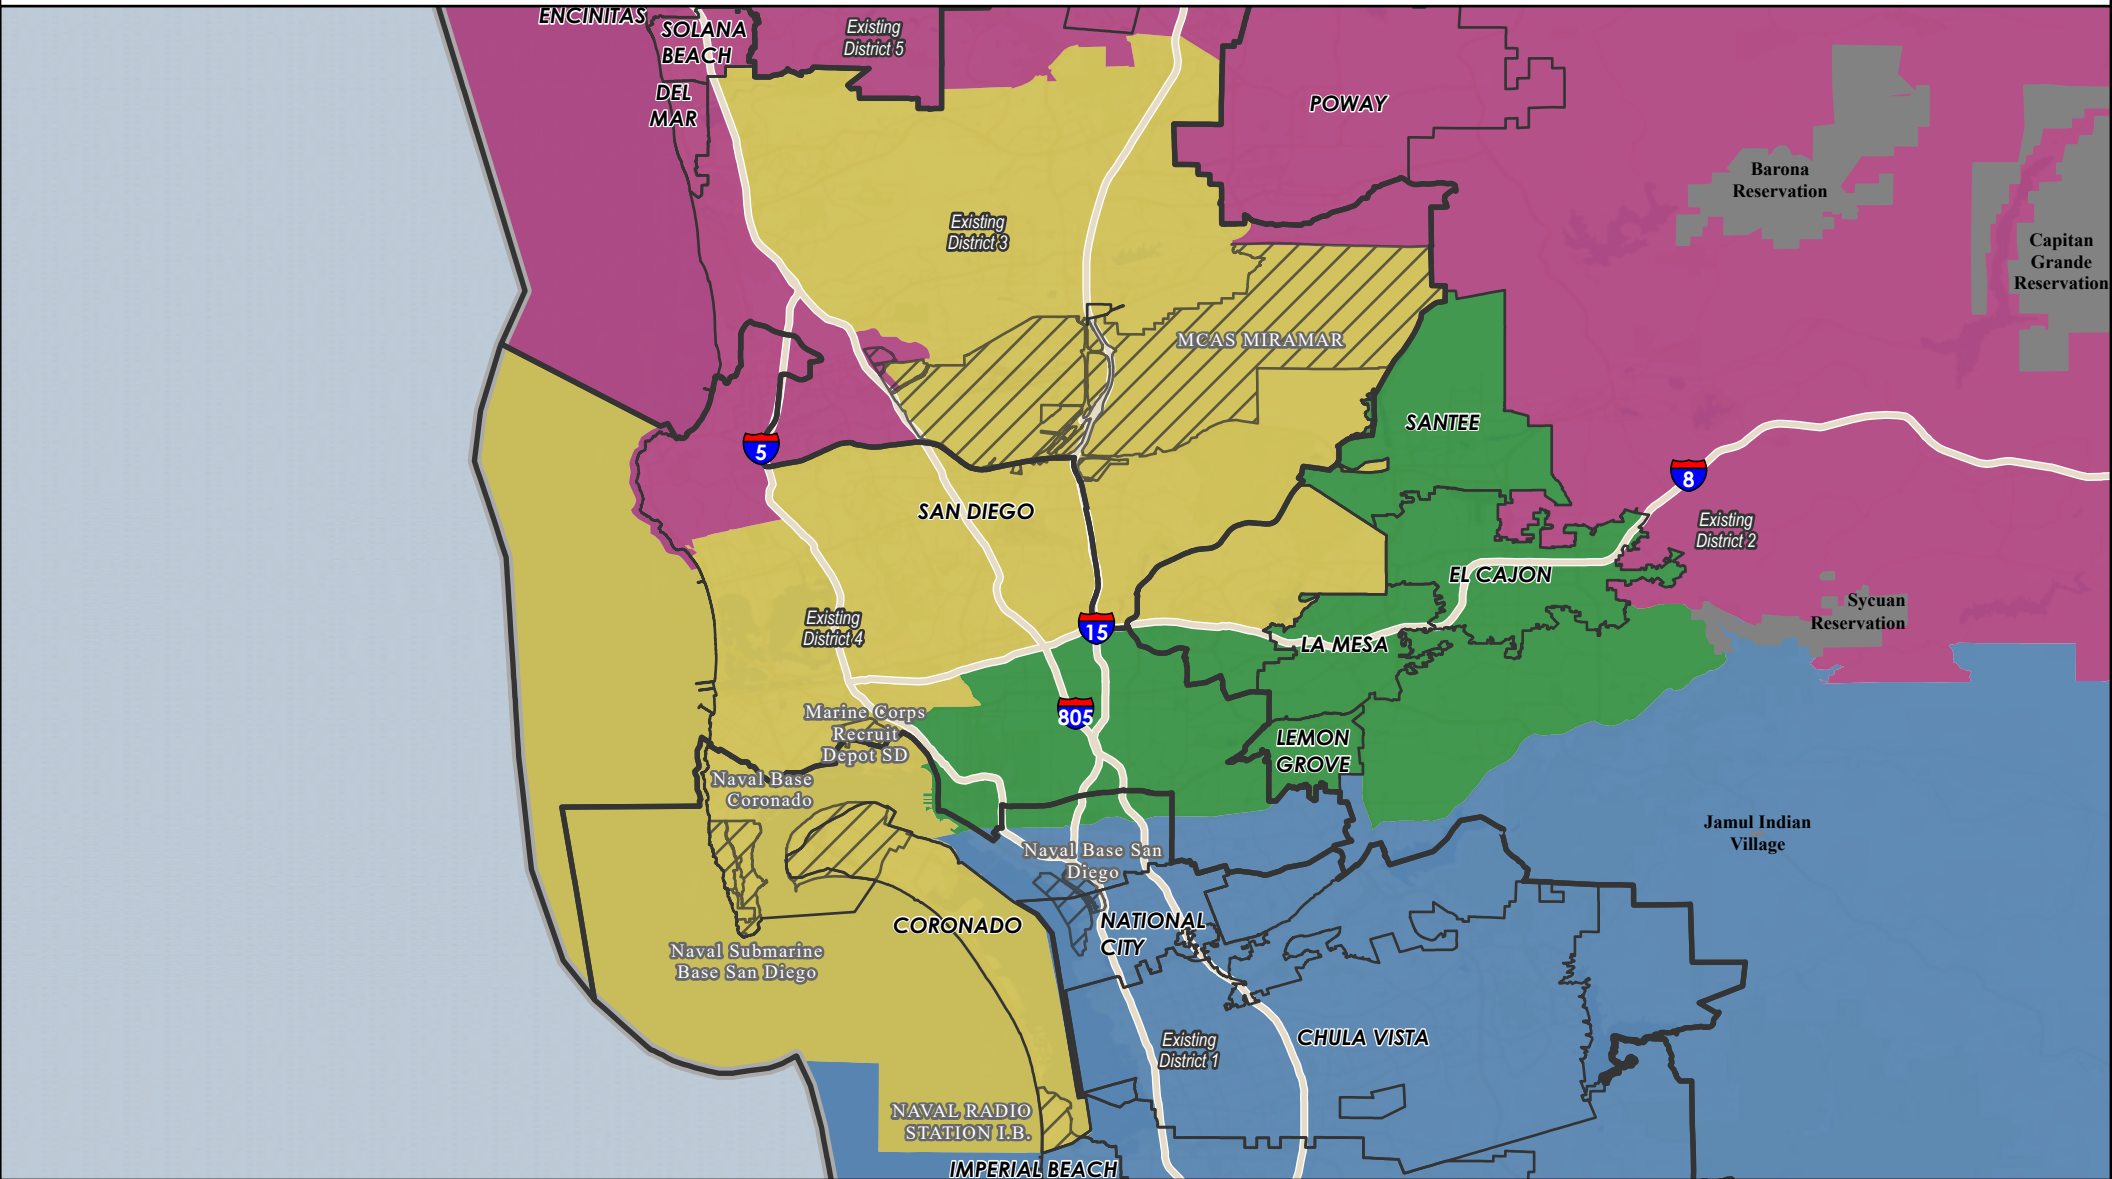 ENCINITAS
SOLANA
BEACH
Existing
District 5
DEL
MAR
POWAY
Barona
Reservation
Capitan
Grande
Reservation
Existing
District 3
MCAS MIRAMAR
SANTEE
5
8
SAN DIEGO
Existing
District 2
EL CAJON
Sycuan
Reservation
Existing
District 4
15
LA MESA
805
Marine Corps
Recruit
Depot SD
LEMON
GROVE
Naval Base
Coronado
Jamul Indian
Village
Naval Base San
Diego
CORONADO
NATIONAL
CITY
Naval Submarine
Base San Diego
Existing
District 1
CHULA VISTA
NAVAL RADIO
STATION I.B.
IMPERIAL BEACH